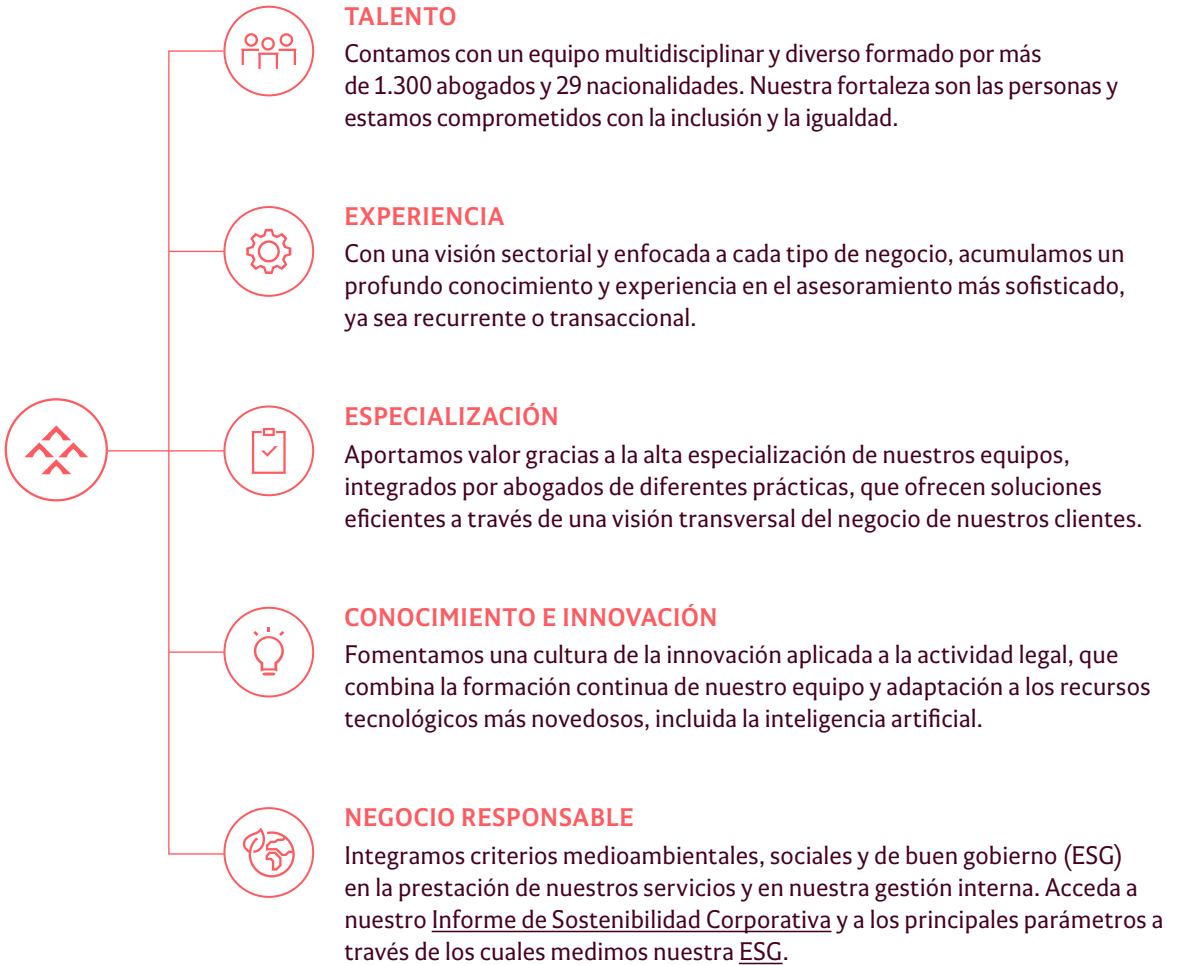 TALENTO
Contamos con un equipo multidisciplinar y diverso formado por más
de 1.300 abogados y 29 nacionalidades. Nuestra fortaleza son las personas y
estamos comprometidos con la inclusión y la igualdad.
EXPERIENCIA
Con una visión sectorial y enfocada a cada tipo de negocio, acumulamos un
profundo conocimiento y experiencia en el asesoramiento más sofisticado,
ya sea recurrente o transaccional.
ESPECIALIZACIÓN
Aportamos valor gracias a la alta especialización de nuestros equipos,
integrados por abogados de diferentes prácticas, que ofrecen soluciones
eficientes a través de una visión transversal del negocio de nuestros clientes.
CONOCIMIENTO E INNOVACIÓN
Fomentamos una cultura de la innovación aplicada a la actividad legal, que
combina la formación continua de nuestro equipo y adaptación a los recursos
tecnológicos más novedosos, incluida la inteligencia artificial.
NEGOCIO RESPONSABLE
Integramos criterios medioambientales, sociales y de buen gobierno (ESG)
en la prestación de nuestros servicios y en nuestra gestión interna. Acceda a
nuestro Informe de Sostenibilidad Corporativa y a los principales parámetros a
través de los cuales medimos nuestra ESG.